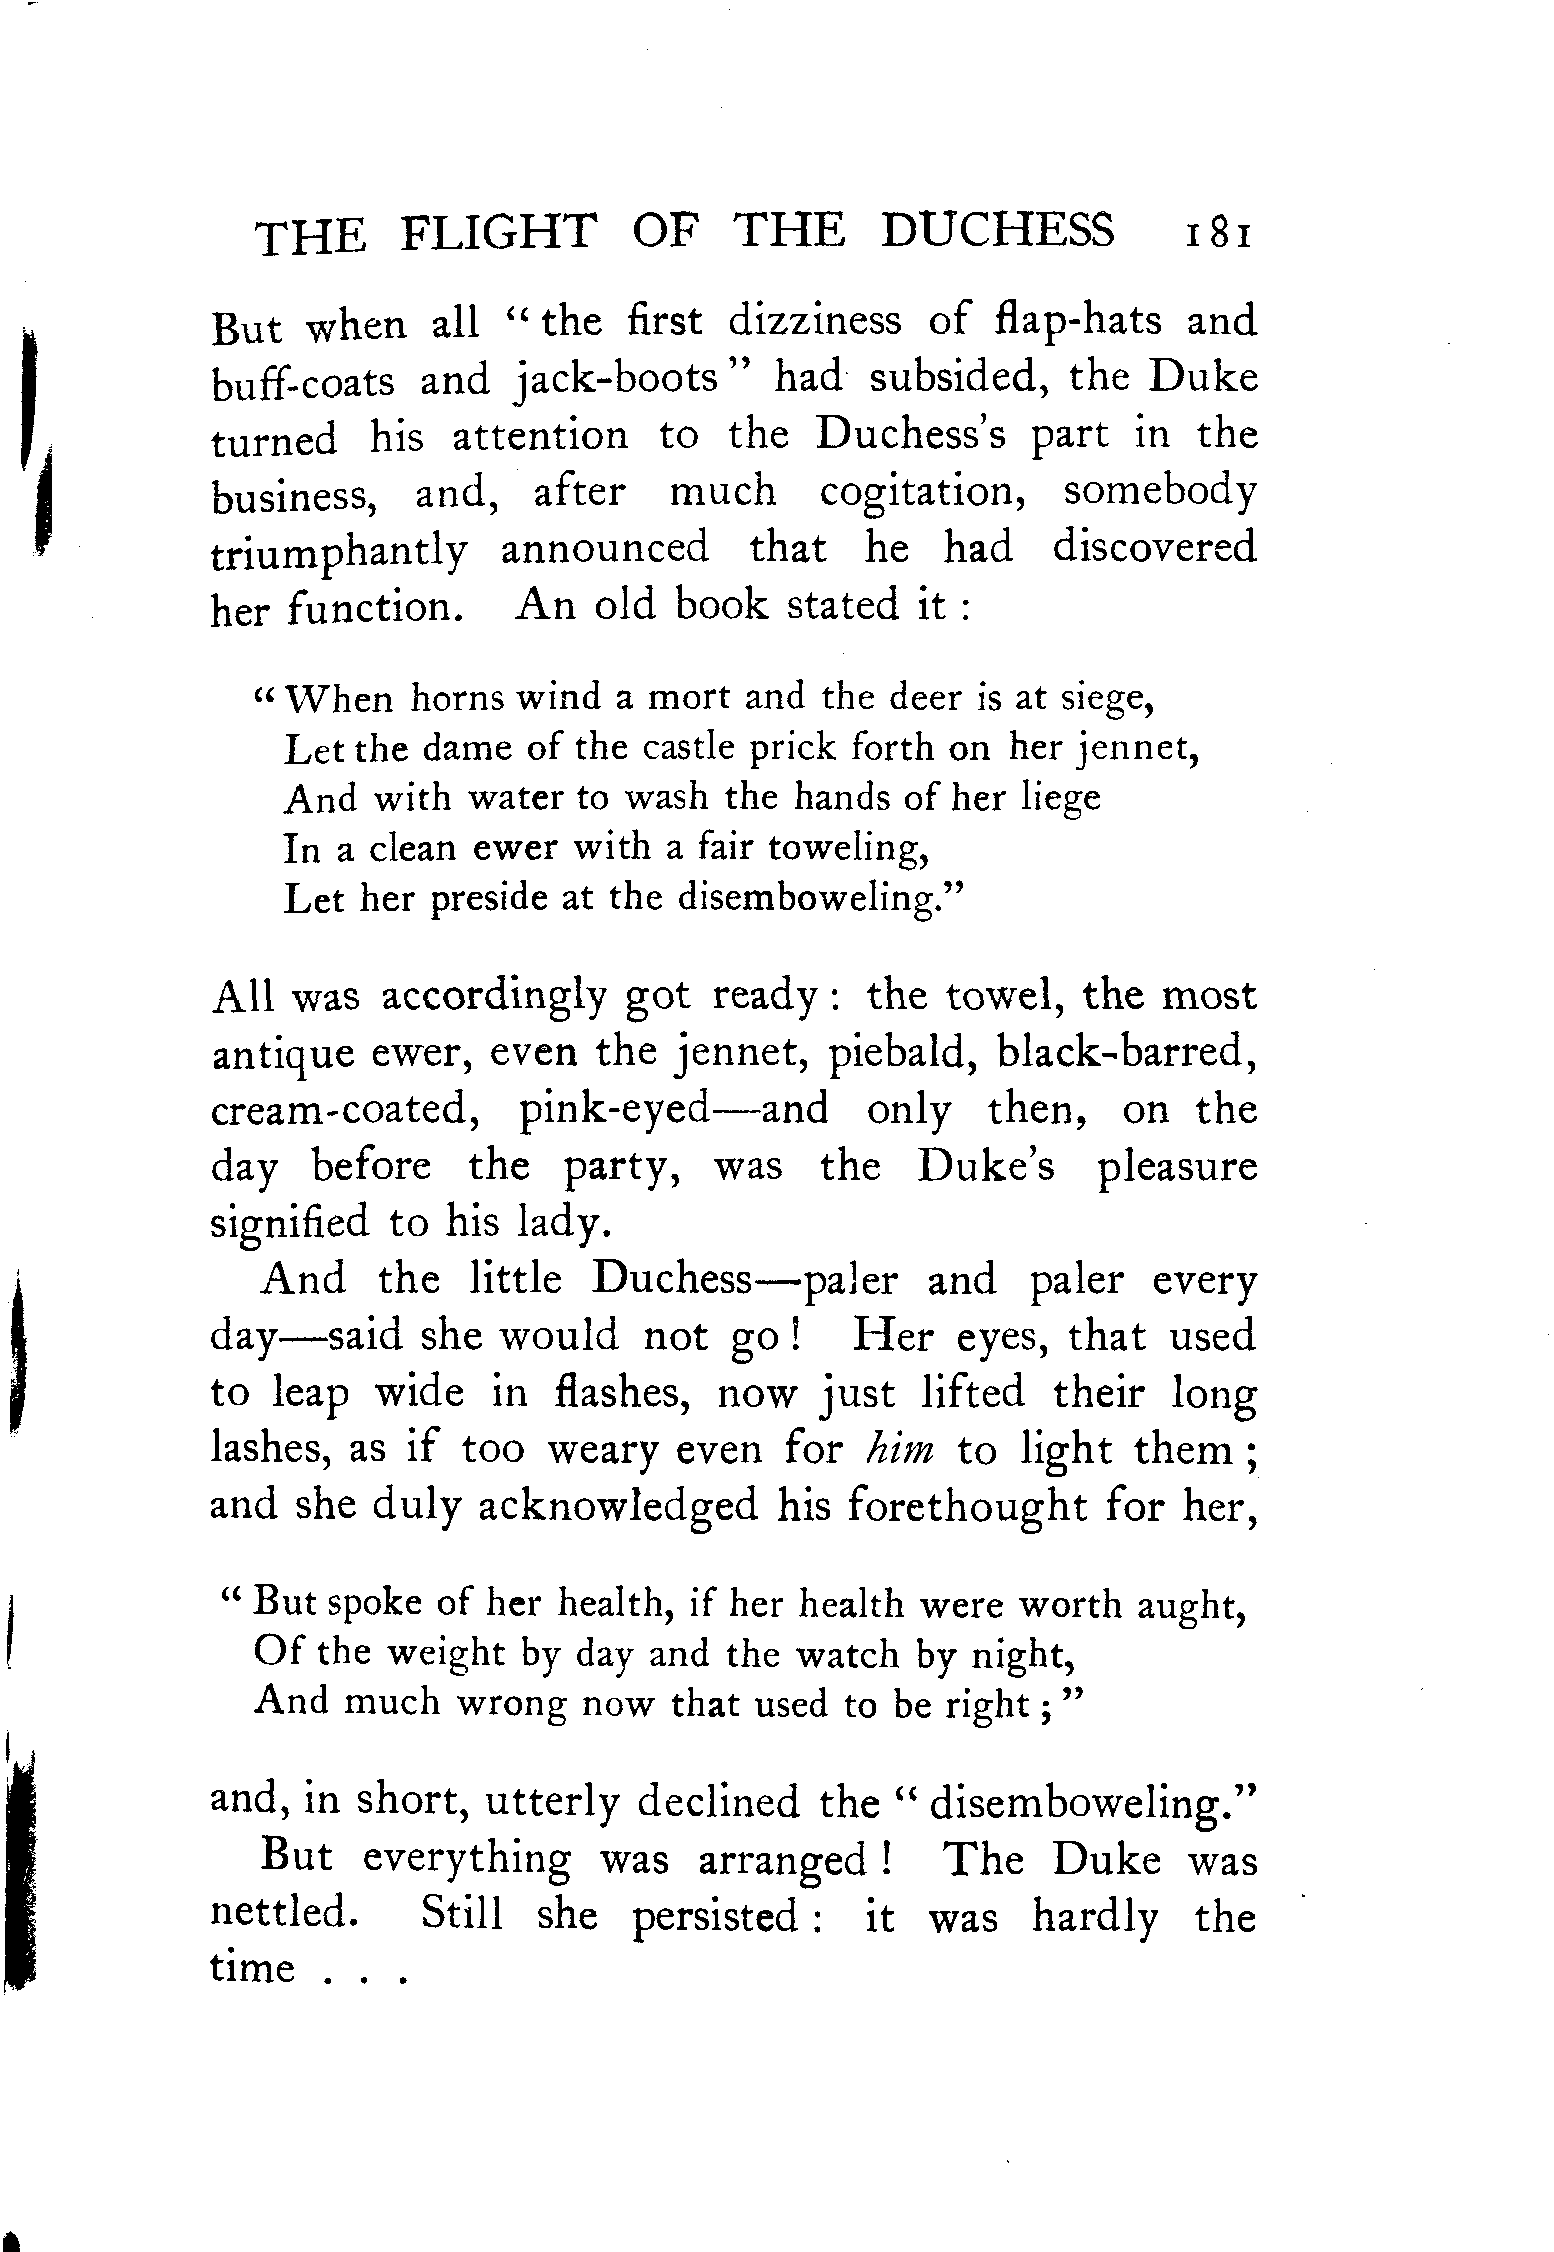 THE FLIGHT OF THE DUCHESS 181
But when all “ the first dizziness of flap-hats and
buff-coats and jack-boots ” had subsided, the Duke
turned his attention to the Duchess’s part in the
business, and, after much cogitation, somebody
triumphantly announced that he had discovered
her function. An old book stated it :
“ When horns wind a mort and the deer is at siege,
Let the dame of the castle prick forth on her jennet,
And with water to wash the hands of her liege
In a clean ewer with a fair toweling,
Let her preside at the disemboweling.”
All was accordingly got ready : the towel, the most
antique ewer, even the jennet, piebald, black-barred,
cream-coated, pink-eyed—and only then, on the
day before the party, was the Duke’s pleasure
signified to his lady.
And the little Duchess—paler and paler every
day—said she would not go ! Her eyes, that used
to leap wide in flashes, now just lifted their long
lashes, as if too weary even for him to light them ;
and she duly acknowledged his forethought for her,
“ But spoke of her health, if her health were worth aught,
Of the weight by day and the watch by night,
And much wrong now that used to be right ; ”
and, in short, utterly declined the “ disemboweling.”
But everything was arranged ! The Duke was
nettled. Still she persisted : it was hardly the
time . . .